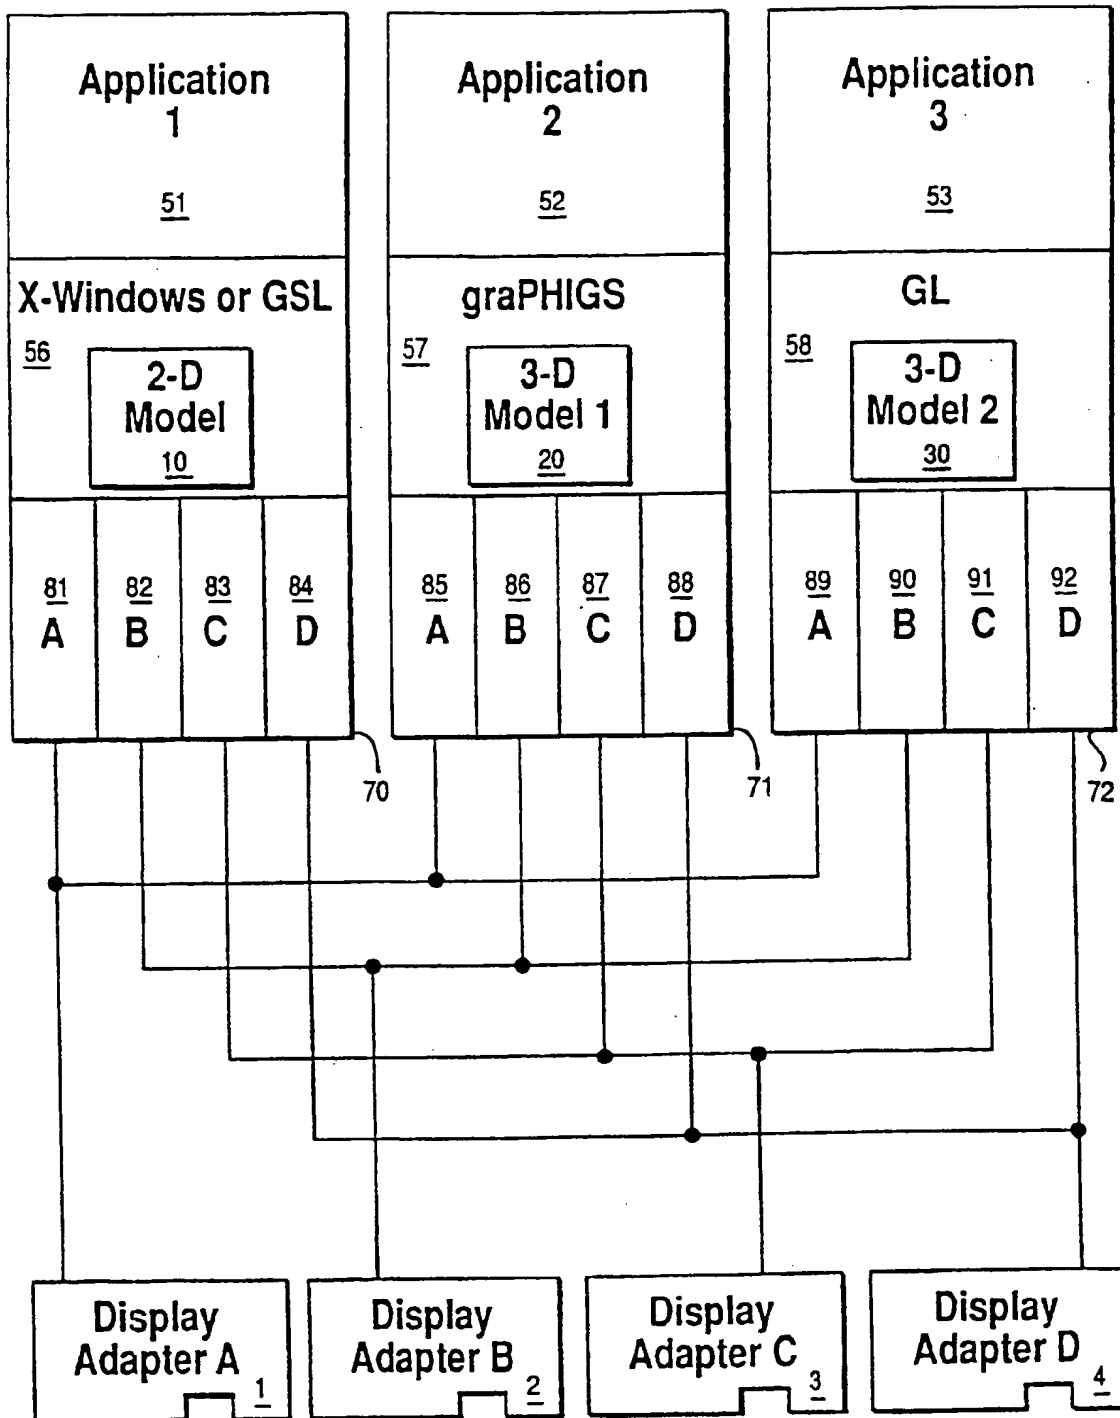 Application
1
51
X-Windows or GSL
56
2-D
Model
10
81
A
82
B
83
C
84
D
70
Application
2
52
graPHIGS
57
3-D
Model 1
20
85
A
86
B
87
C
88
D
71
Application
3
53
GL
58
3-D
Model 2
30
89
A
90
B
91
C
92
D
72
Display
Adapter A
1
Display
Adapter B
2
Display
Adapter C
3
Display
Adapter D
4